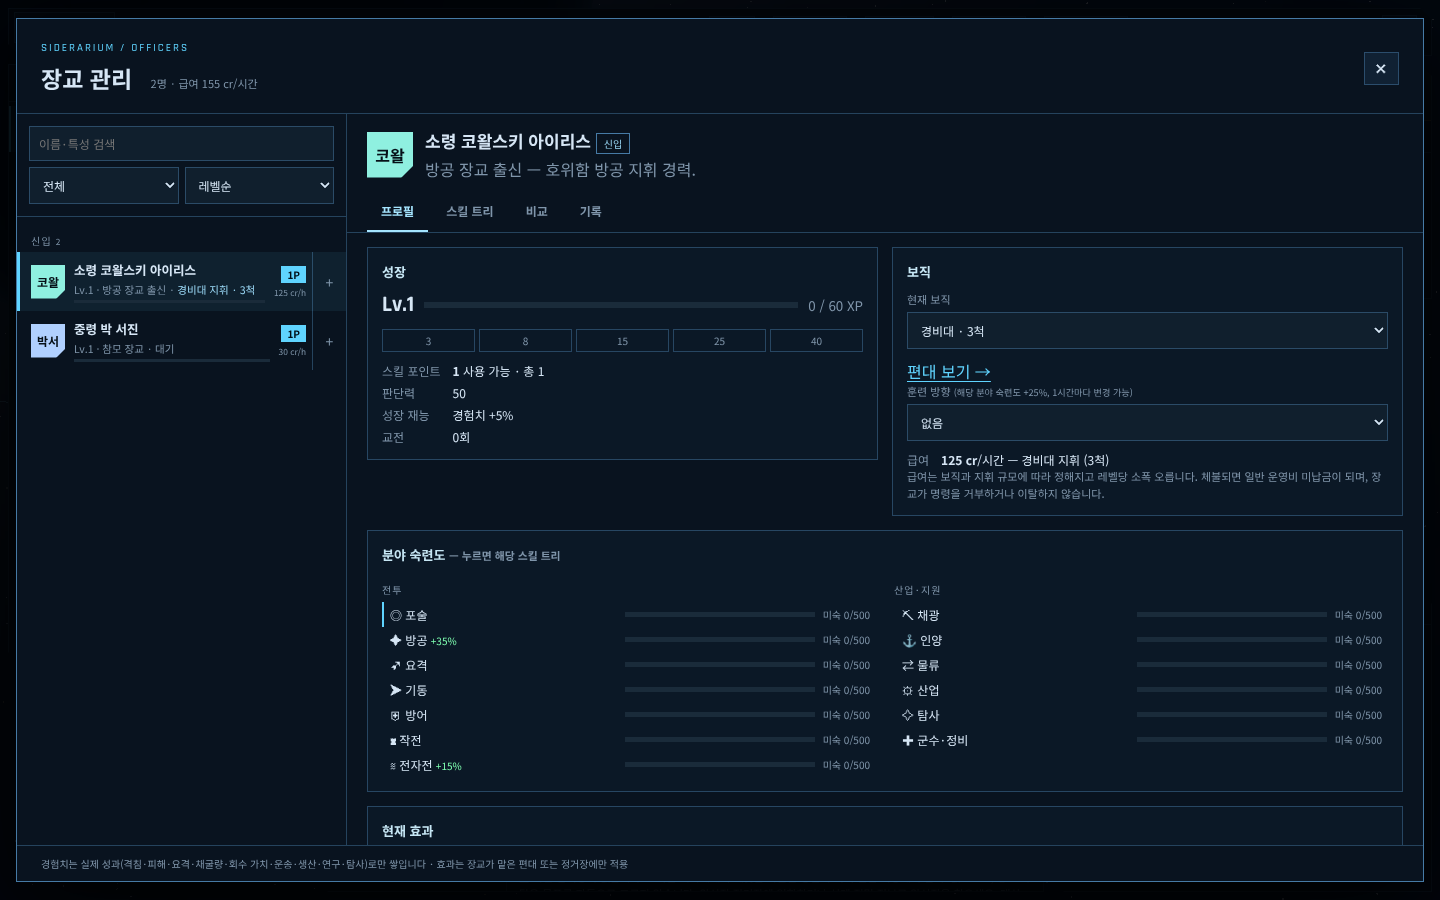 SIDERARIUM / OFFICERS
장교 관리 2명 · 급여 155 cr/시간
×
이름·특성 검색
전체 레벨순
신입 2
코왈 소령 코왈스키 아이리스 1P
Lv.1 · 방공 장교 출신 · 경비대 지휘 · 3척 125 cr/h
+
박서 중령 박 서진 1P
Lv.1 · 참모 장교 · 대기 30 cr/h
+
코왈 소령 코왈스키 아이리스 신입
방공 장교 출신 — 호위함 방공 지휘 경력.
프로필 스킬 트리 비교 기록
성장
Lv.1 0 / 60 XP
3 8 15 25 40
스킬 포인트 1 사용 가능 · 총 1
판단력 50
성장 재능 경험치 +5%
교전 0회
보직
현재 보직
경비대 · 3척
편대 보기 →
훈련 방향 (해당 분야 숙련도 +25%, 1시간마다 변경 가능)
없음
급여 125 cr/시간 — 경비대 지휘 (3척)
급여는 보직과 지휘 규모에 따라 정해지고 레벨당 소폭 오릅니다. 체불되면 일반 운영비 미납금이 되며, 장
교가 명령을 거부하거나 이탈하지 않습니다.
분야 숙련도 — 누르면 해당 스킬 트리
전투
◎ 포술 미숙 0/500
✦ 방공 +35% 미숙 0/500
➶ 요격 미숙 0/500
➤ 기동 미숙 0/500
⛨ 방어 미숙 0/500
♜ 작전 미숙 0/500
≋ 전자전 +15% 미숙 0/500
산업·지원
⛏ 채광 미숙 0/500
⚓ 인양 미숙 0/500
⇄ 물류 미숙 0/500
⛭ 산업 미숙 0/500
✧ 탐사 미숙 0/500
✚ 군수·정비 미숙 0/500
현재 효과
경험치는 실제 성과(격침·피해·요격·채굴량·회수 가치·운송·생산·연구·탐사)로만 쌓입니다 · 효과는 장교가 맡은 편대 또는 정거장에만 적용